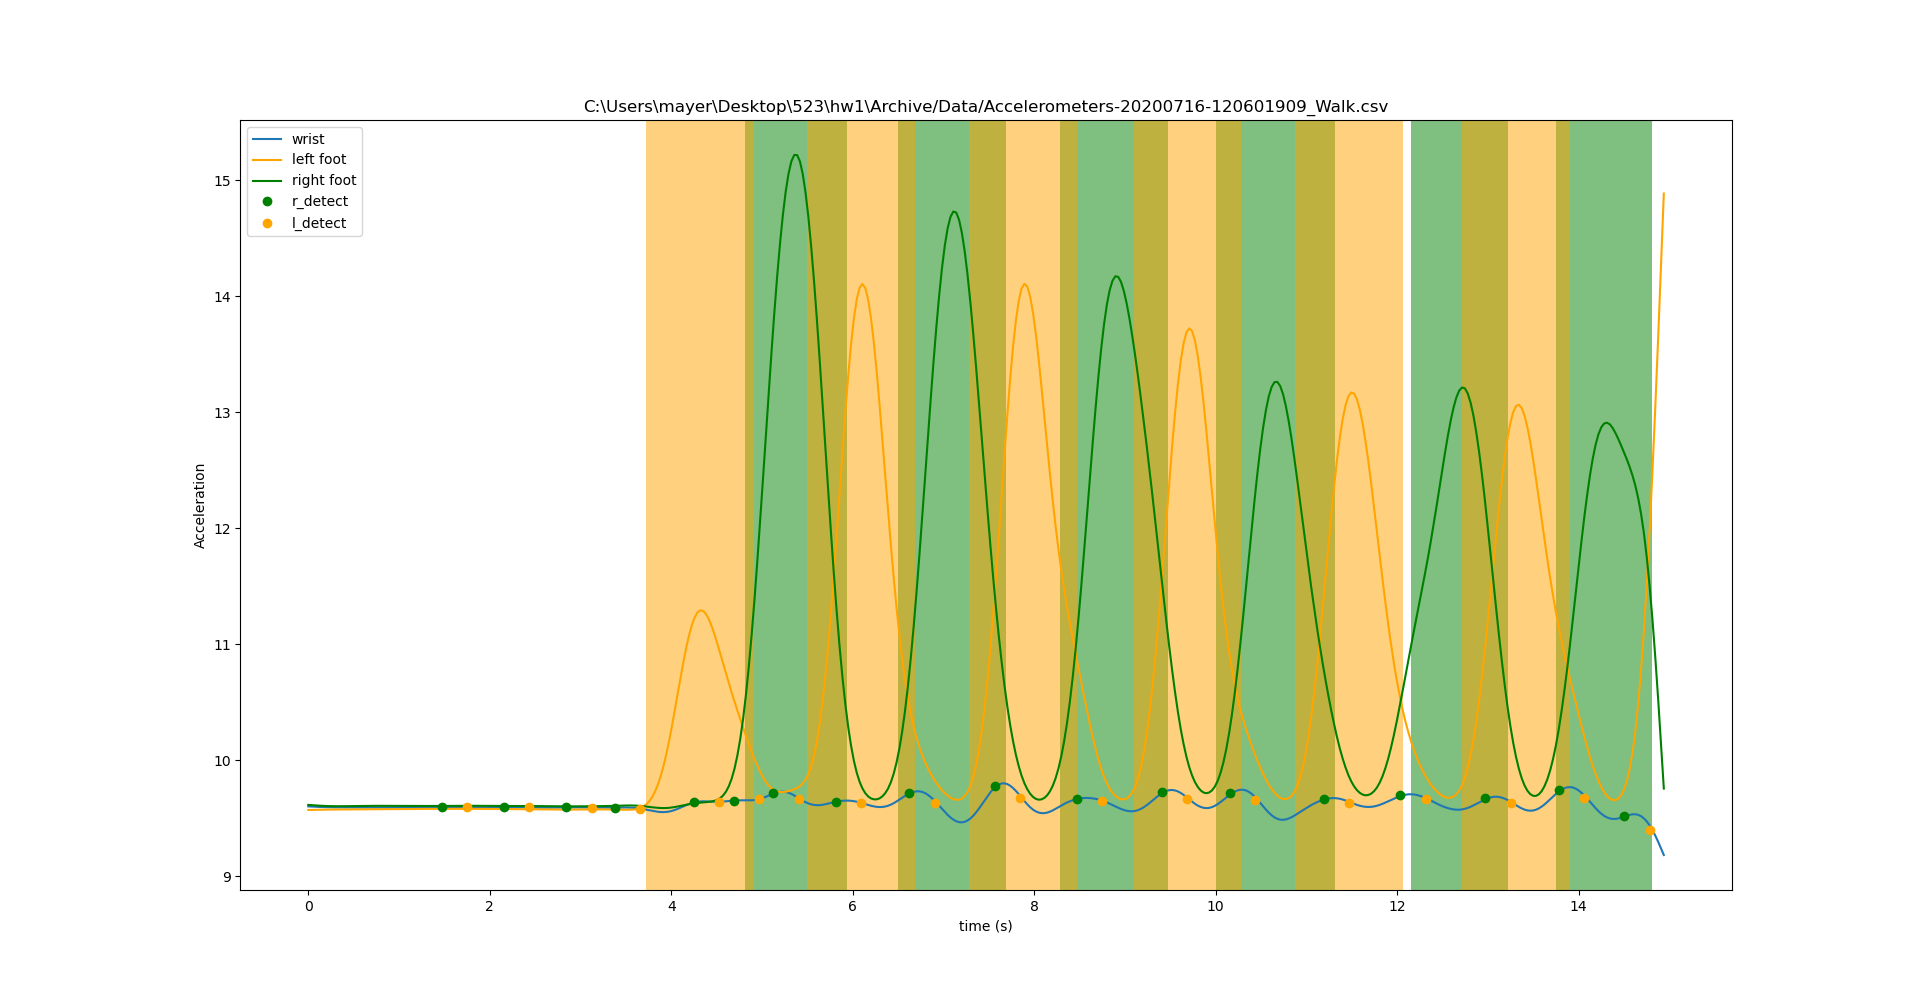 C:\Users\mayer\Desktop\523\hw1\Archive/Data/Accelerometers-20200716-120601909_Walk.csv
wrist
left foot
right foot
r_detect
l_detect
Acceleration
15
14
13
12
11
10
9
0 2 4 6 8 10 12 14
time (s)